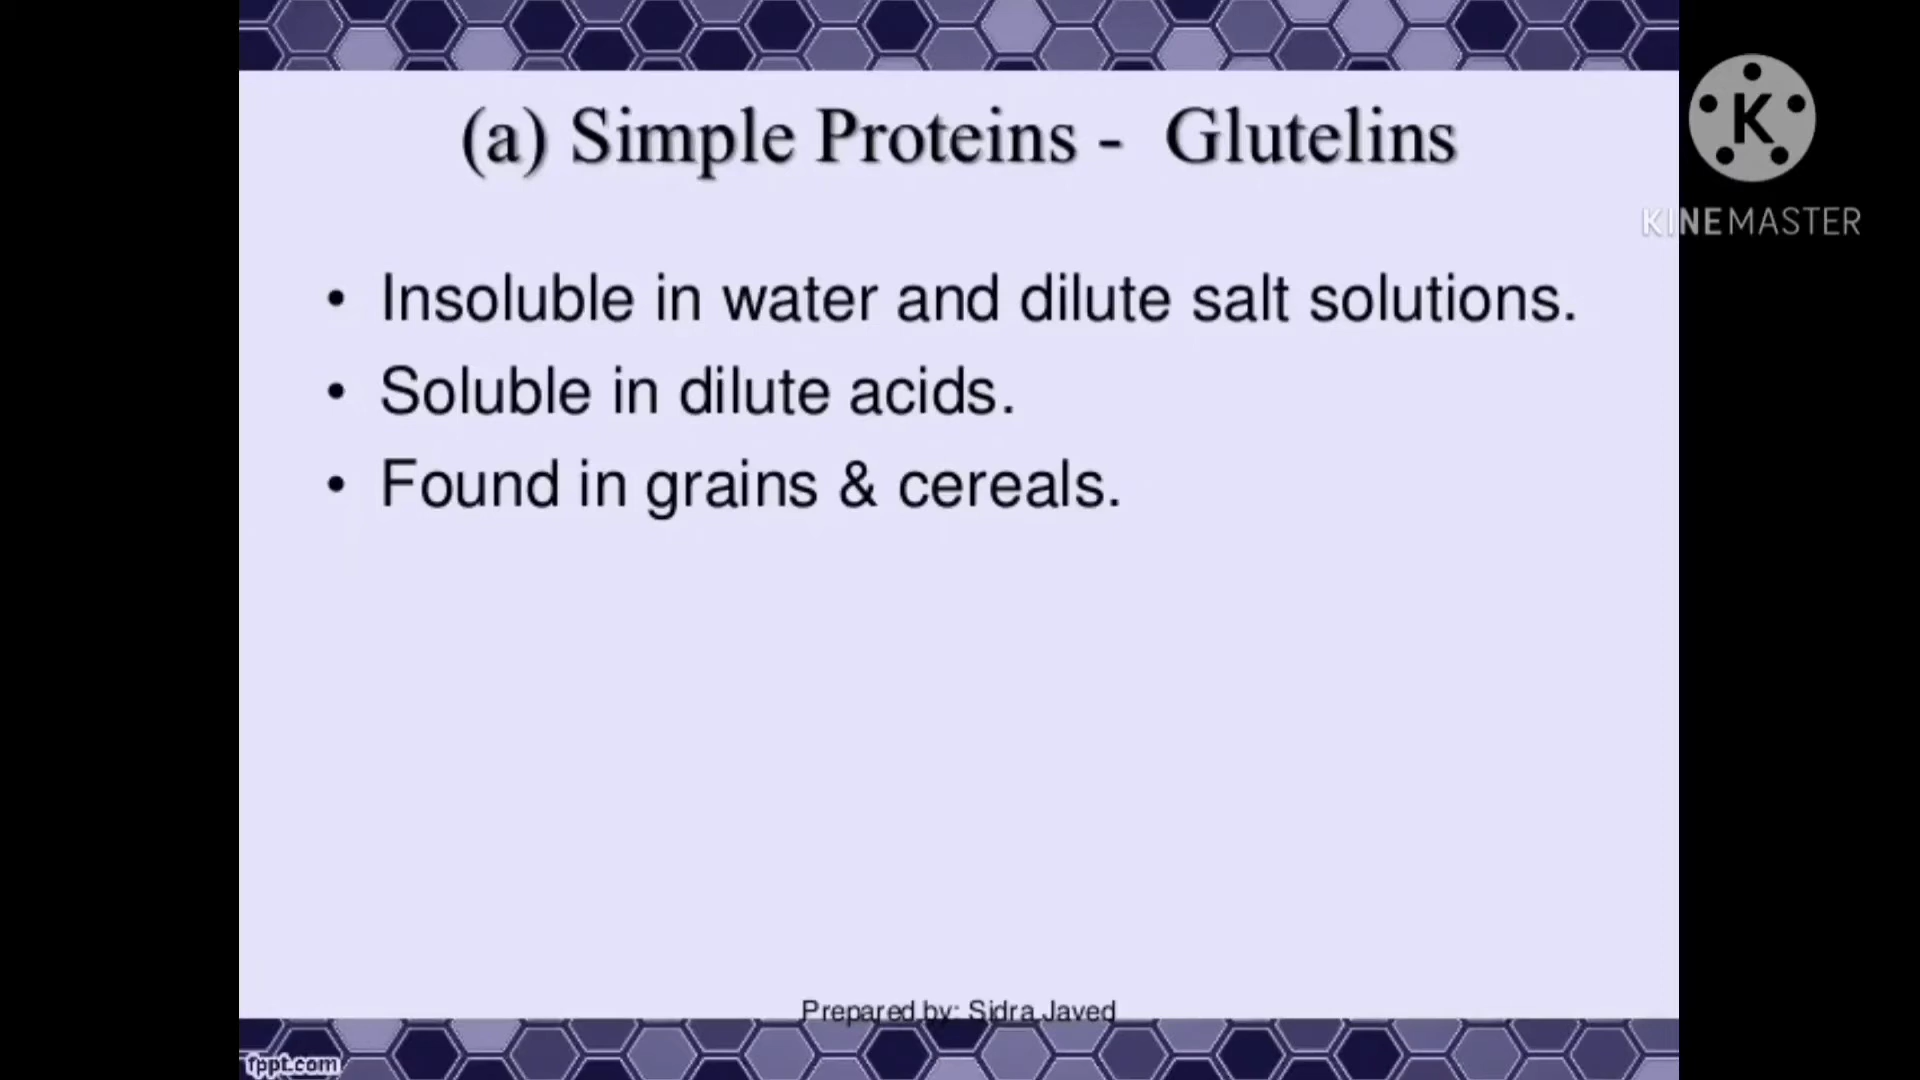 (a) Simple Proteins - Glutelins
K
KINEMASTER
• Insoluble in water and dilute salt solutions.
• Soluble in dilute acids.
• Found in grains & cereals.
Prepared by: Sidra Javed
fppt.com